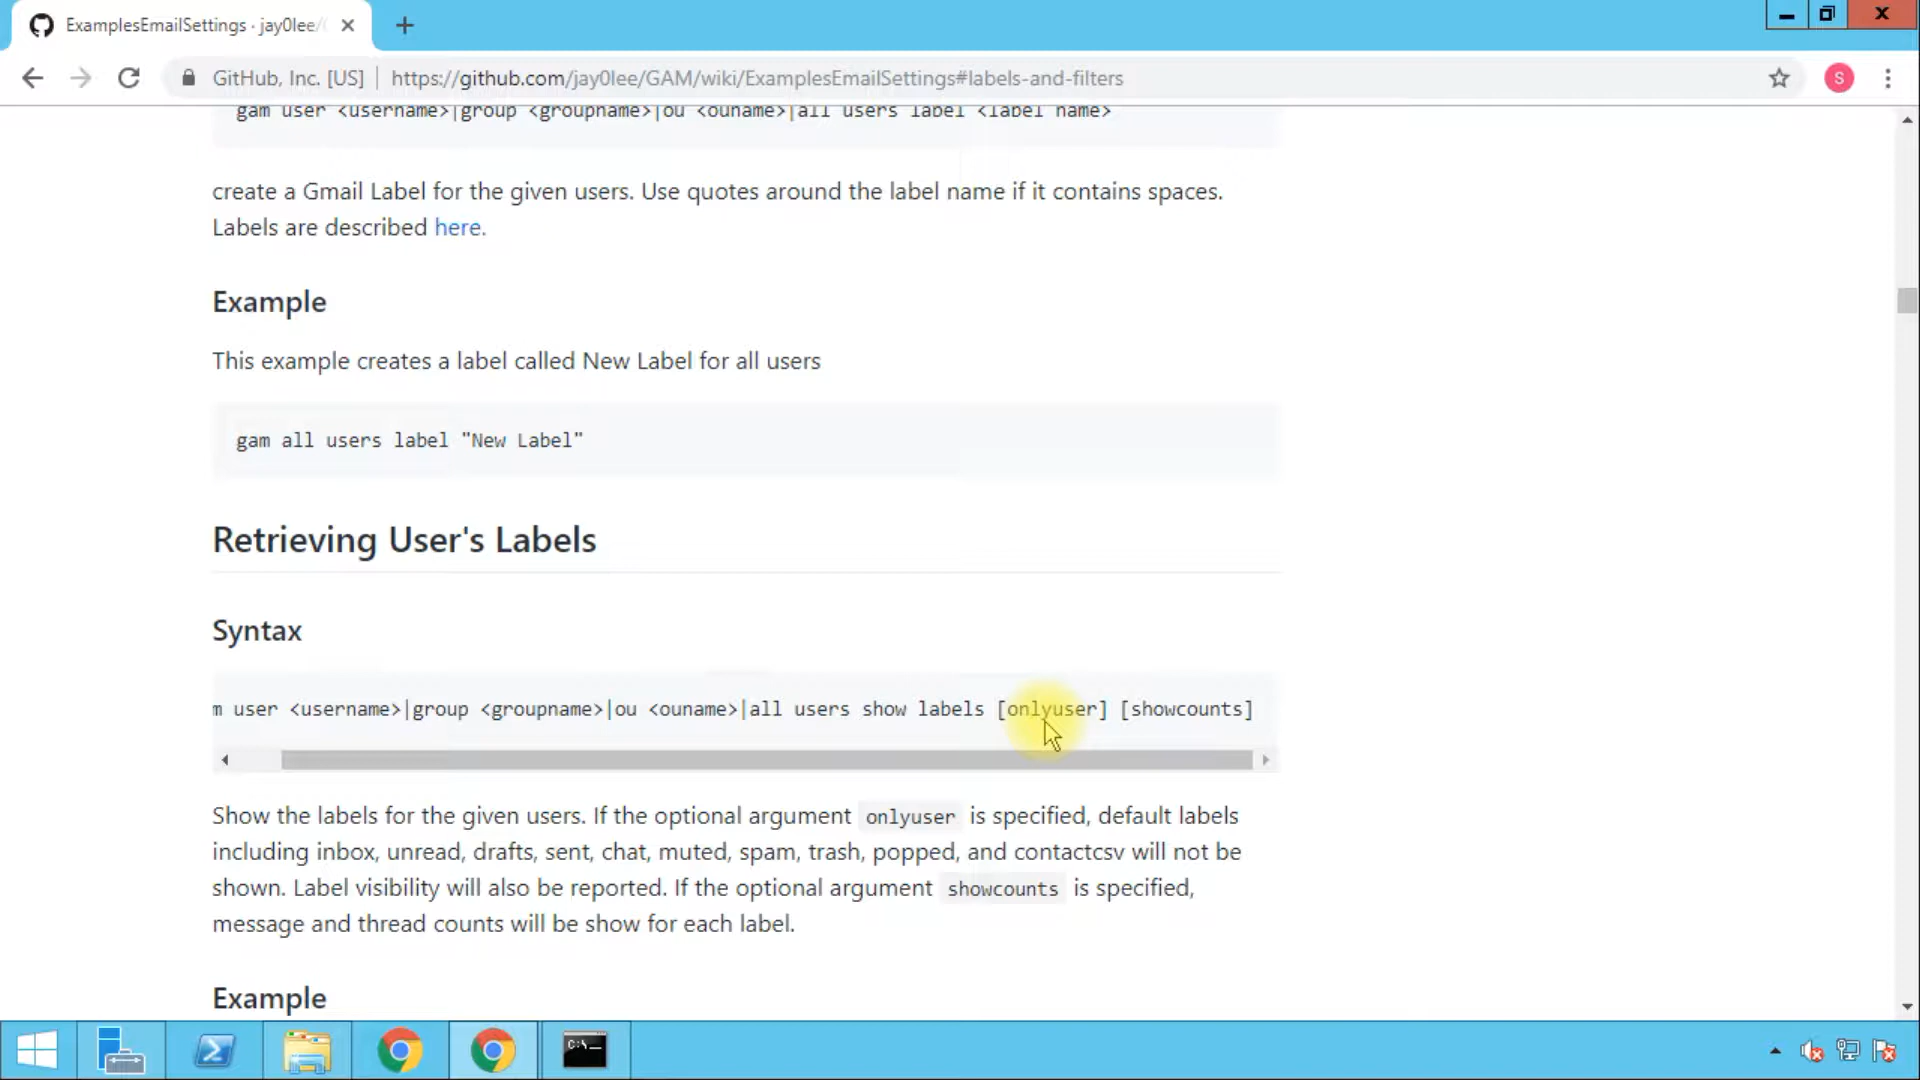 ExamplesEmailSettings · jay0lee/
GitHub, Inc. [US] | https://github.com/jay0lee/GAM/wiki/ExamplesEmailSettings#labels-and-filters
S
gam user <username>|group <groupname>|ou <ouname>|all users label <label name>
create a Gmail Label for the given users. Use quotes around the label name if it contains spaces.
Labels are described here.
Example
This example creates a label called New Label for all users
gam all users label "New Label"
Retrieving User's Labels
Syntax
m user <username>|group <groupname>|ou <ouname>|all users show labels [onlyuser] [showcounts]
Show the labels for the given users. If the optional argument onlyuser is specified, default labels
including inbox, unread, drafts, sent, chat, muted, spam, trash, popped, and contactcsv will not be
shown. Label visibility will also be reported. If the optional argument showcounts is specified,
message and thread counts will be show for each label.
Example
C:\_